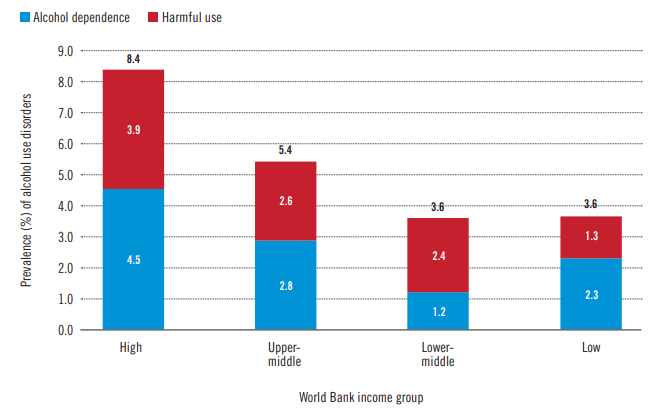 Alcohol dependence Harmful use
Prevalence (%) of alcohol use disorders
9.0
8.0
7.0
6.0
5.0
4.0
3.0
2.0
1.0
0.0
8.4
3.9
4.5
5.4
2.6
2.8
3.6
2.4
1.2
3.6
1.3
2.3
High
Upper-
middle
Lower-
middle
Low
World Bank income group